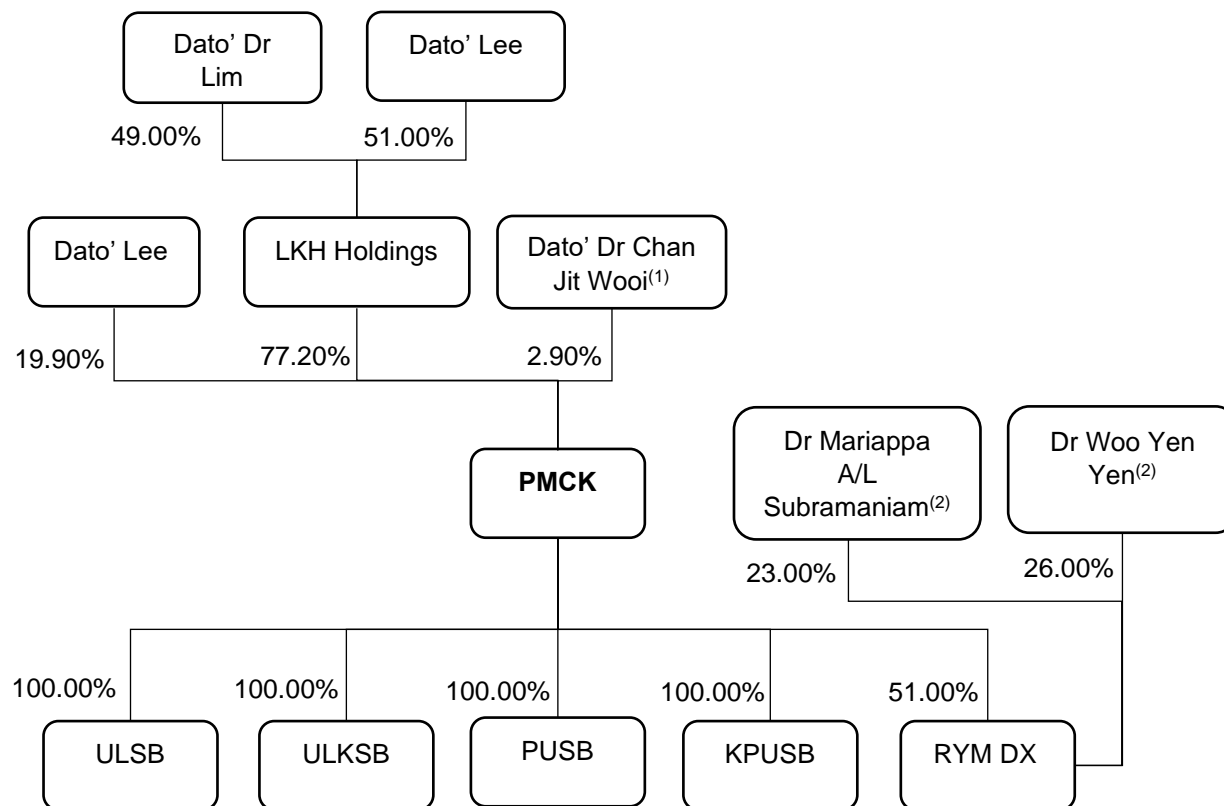 Dato’ Dr
Lim
Dato’ Lee
49.00%
51.00%
Dato’ Lee
LKH Holdings
Dato’ Dr Chan
Jit Wooi(1)
19.90%
77.20%
2.90%
PMCK
Dr Mariappa
A/L
Subramaniam(2)
Dr Woo Yen
Yen(2)
23.00%
26.00%
100.00%
100.00%
100.00%
100.00%
51.00%
ULSB
ULKSB
PUSB
KPUSB
RYM DX